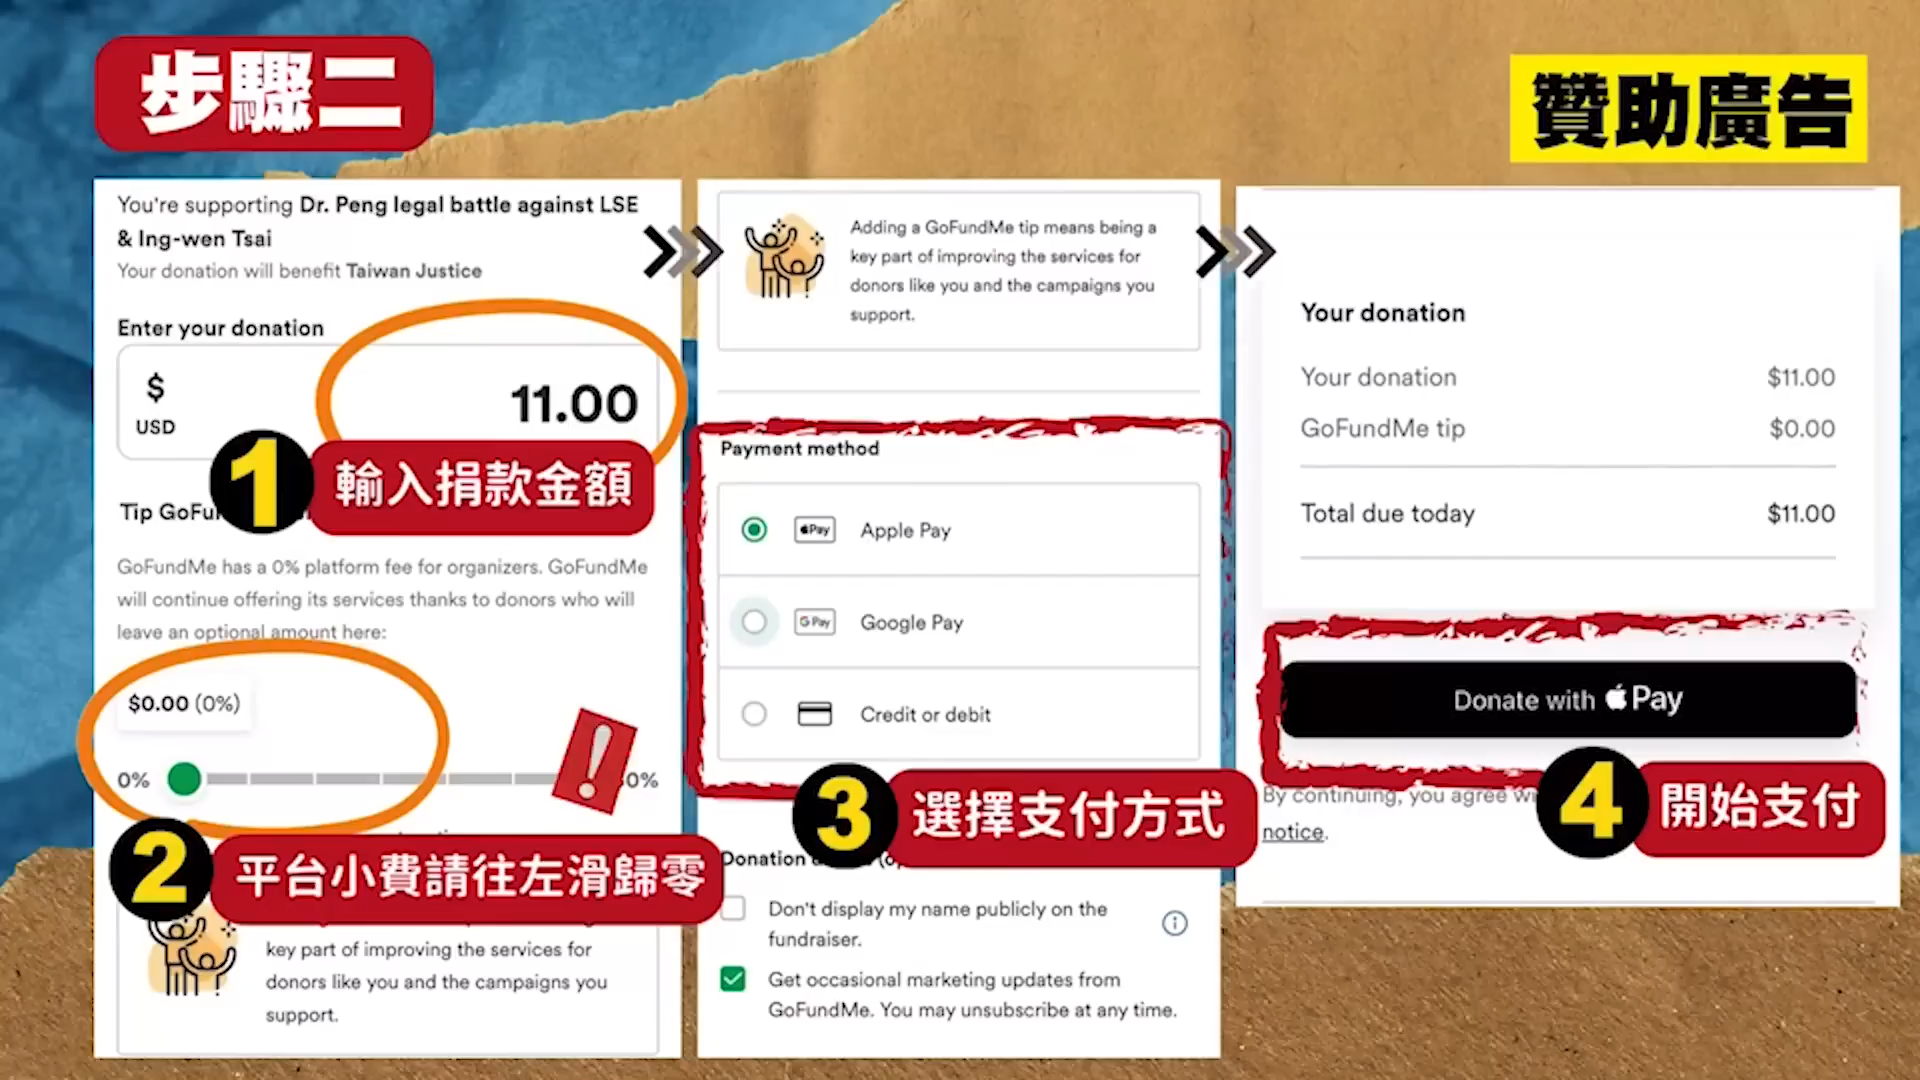 步驟二
贊助廣告
You're supporting Dr. Peng legal battle against LSE
& Ing-wen Tsai
Your donation will benefit Taiwan Justice
Enter your donation
$
USD
11.00
1
輸入捐款金額
Tip
GoFundMe has a 0% platform fee for organizers. GoFundMe
will continue offering its services thanks to donors who will
leave an optional amount here:
$0.00 (0%)
0%
0%
2
平台小費請往左滑歸零
key part of improving the services for
donors like you and the campaigns you
support.
Adding a GoFundMe tip means being a
key part of improving the services for
donors like you and the campaigns you
support.
Payment method
Pay
Apple Pay
G Pay
Google Pay
Credit or debit
3
選擇支付方式
Donation
Don't display my name publicly on the
fundraiser.
Get occasional marketing updates from
GoFundMe. You may unsubscribe at any time.
Your donation
Your donation $11.00
GoFundMe tip $0.00
Total due today $11.00
Donate with Pay
4
開始支付
By continuing, you agree
notice.